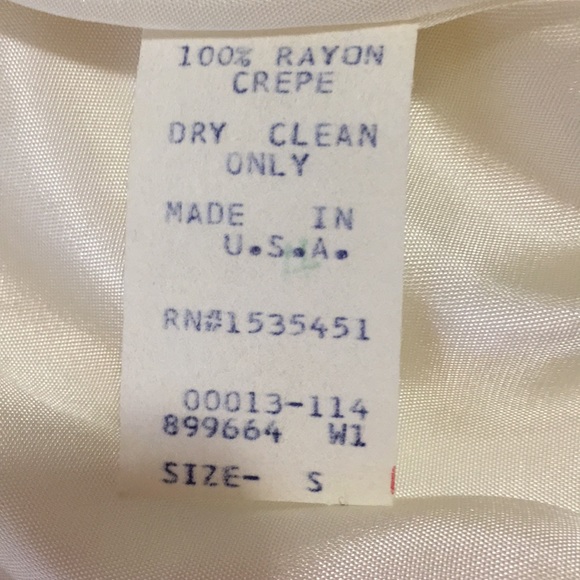 100% RAYON
CREPE
DRY CLEAN
ONLY
MADE IN
U.S.A.
RN#1535451
00013-114
899664 W1
SIZE- S